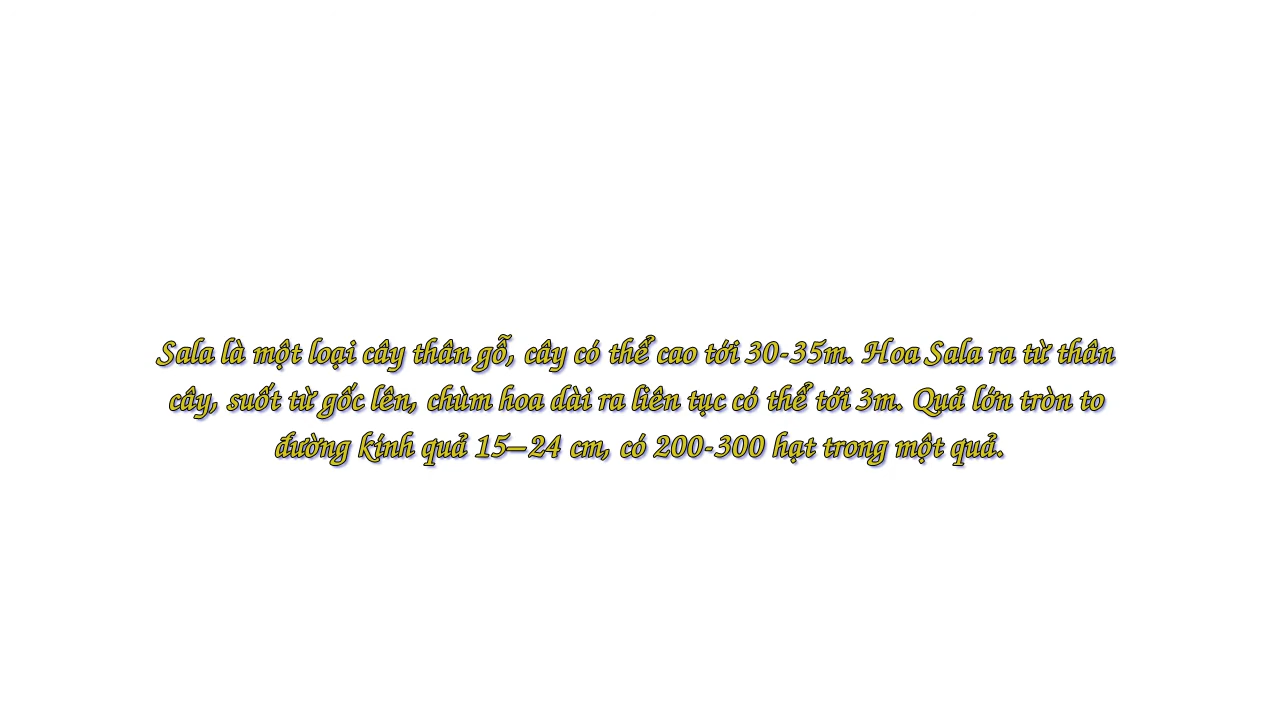 Sala là một loại cây thân gỗ, cây có thể cao tới 30-35m. Hoa Sala ra từ thân
cây, suốt từ gốc lên, chùm hoa dài ra liên tục có thể tới 3m. Quả lớn tròn to
đường kính quả 15–24 cm, có 200-300 hạt trong một quả.